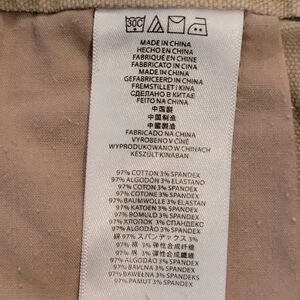 30C
MADE IN CHINA
HECHO EN CHINA
FABRIQUÉ EN CHINE
FABBRICATO IN CINA
MADE IN CHINA
GEFABRICEERD IN CHINA
FREMSTILLET I KINA
СДЕЛАНО В КИТАЕ
FEITO NA CHINA
中国製
中国制造
中國製造
FABRICADO NA CHINA
VYROBENO V ČÍNĚ
WYPRODUKOWANO W CHINACH
KÉSZÜLT KÍNÁBAN
97% COTTON 3% SPANDEX
97% ALGODÓN 3% ELASTANO
97% COTON 3% SPANDEX
97% COTONE 3% SPANDEX
97% BAUMWOLLE 3% ELASTAN
97% KATOEN 3% SPANDEX
97% BOMULD 3% SPANDEX
97% ХЛОПОК 3% СПАНДЕКС
97% ALGODÃO 3% SPANDEX
綿 97% スパンデックス 3%
97% 棉 3% 弹性合成纤维
97% 棉 3% 彈性合成纖維
97% ALGODÃO 3% SPANDEX
97% BAVLNA 3% SPANDEX
97% BAWEŁNA 3% SPANDEX
97% PAMUT 3% SPANDEX